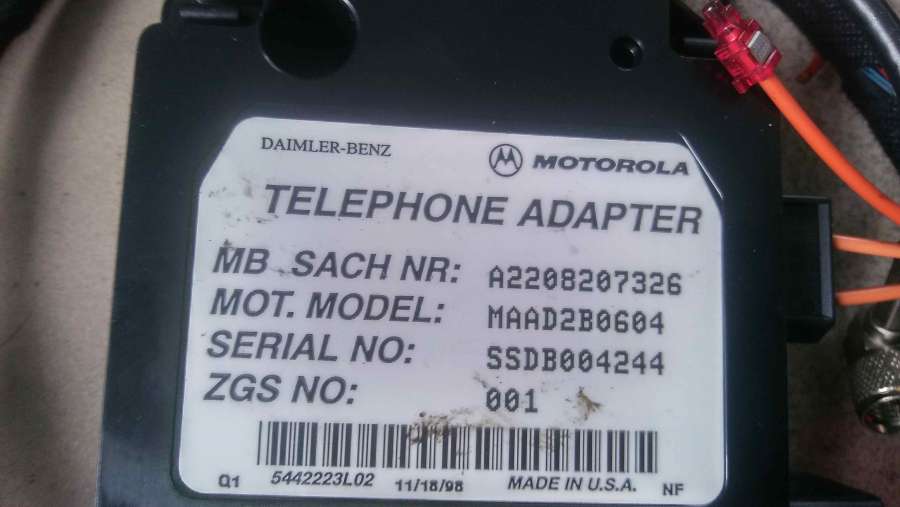 DAIMLER-BENZ MOTOROLA
TELEPHONE ADAPTER
MB SACH NR: A2208207326
MOT. MODEL: MAAD2B0604
SERIAL NO: SSDB004244
ZGS NO: 001
Q1 5442223L02 11/18/98 MADE IN U.S.A. NF